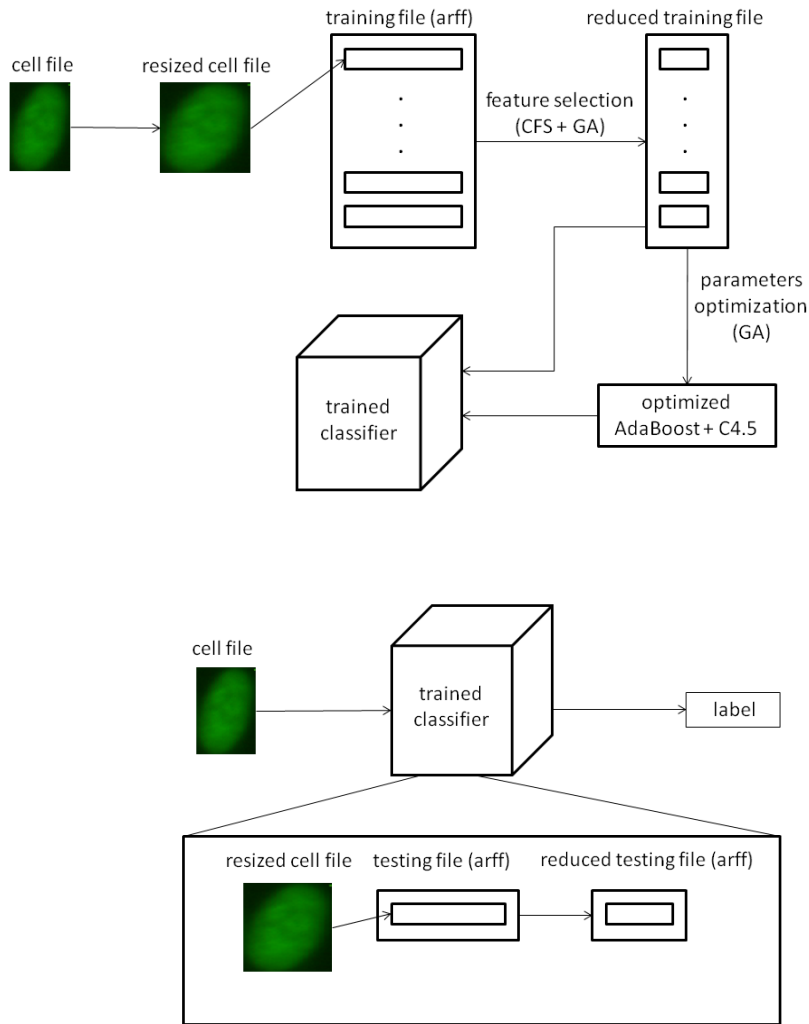 training file (arff)
reduced training file
cell file
resized cell file
feature selection
(CFS + GA)
parameters
optimization
(GA)
trained
classifier
optimized
AdaBoost + C4.5
cell file
trained
classifier
label
resized cell file
testing file (arff)
reduced testing file (arff)